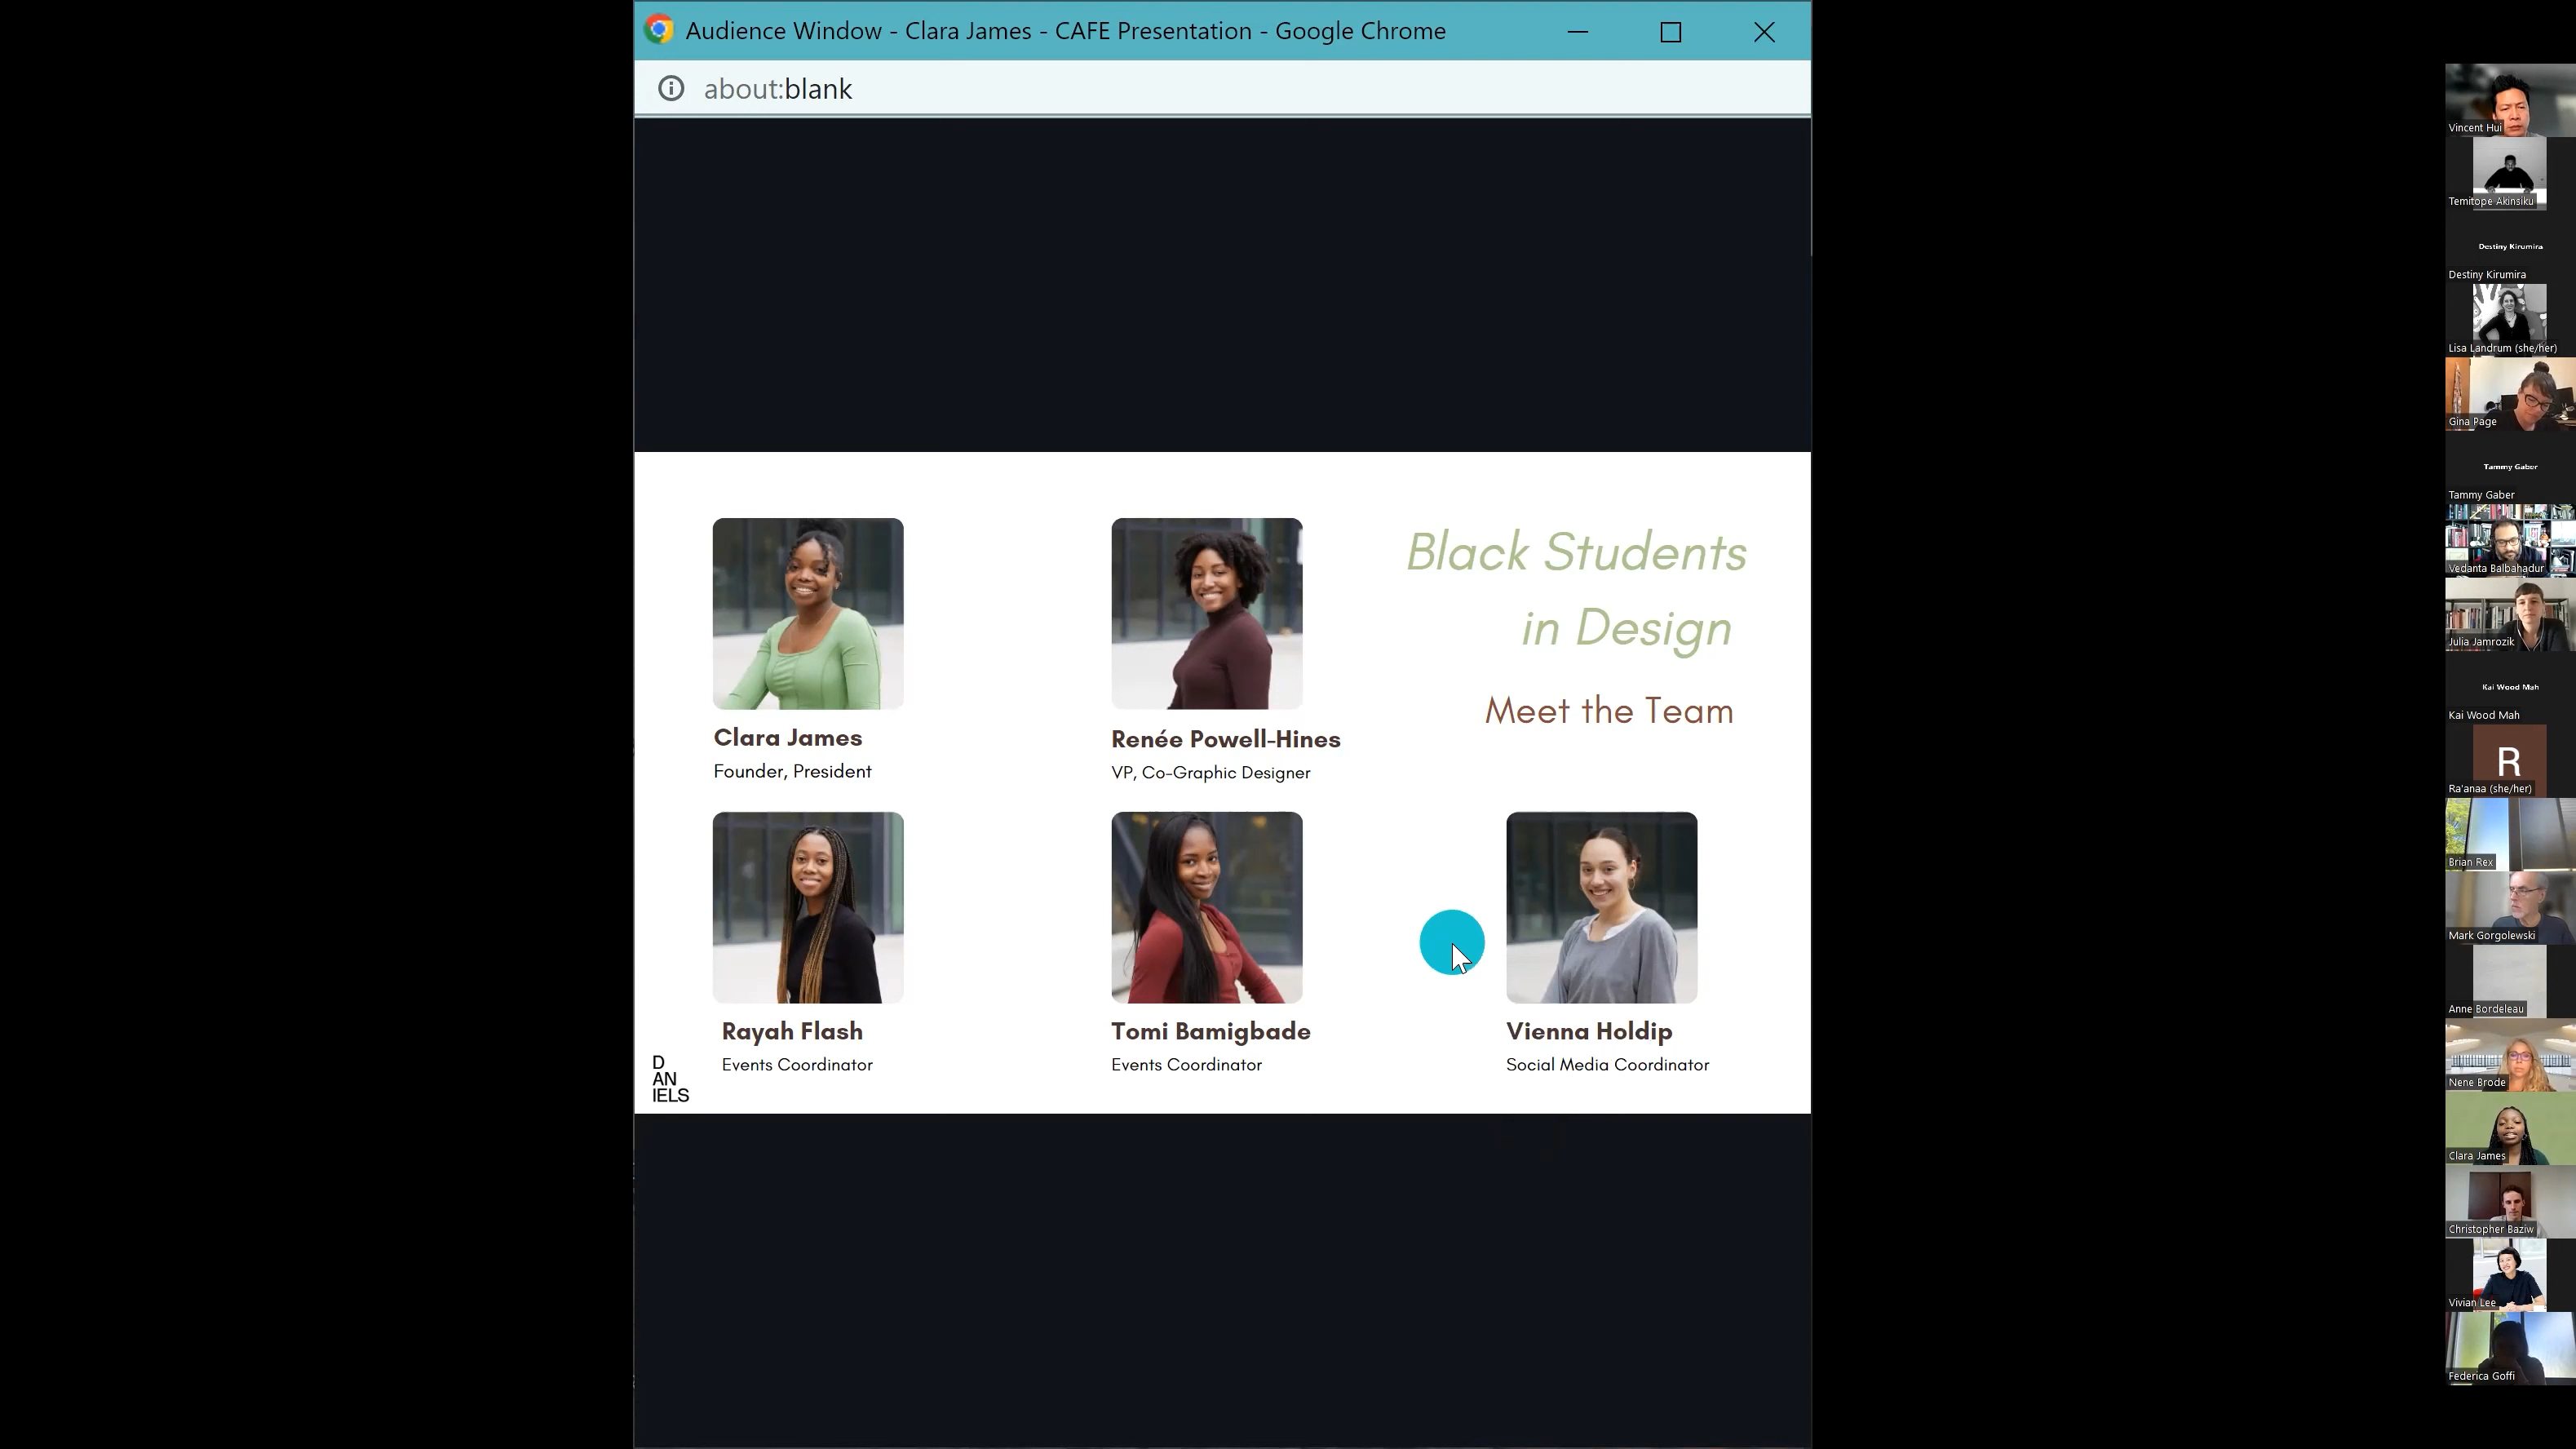 Audience Window - Clara James - CAFE Presentation - Google Chrome
about:blank
Black Students
in Design
Meet the Team
Clara James
Founder, President
Renée Powell-Hines
VP, Co-Graphic Designer
Rayah Flash
Events Coordinator
Tomi Bamigbade
Events Coordinator
Vienna Holdip
Social Media Coordinator
D
AN
IELS
Vincent Hui
Temitope Akinsiku
Destiny Kirumira
Destiny Kirumira
Lisa Landrum (she/her)
Gina Page
Tammy Gaber
Tammy Gaber
Vedanta Balbahadur
Julia Jamrozik
Kai Wood Mah
Kai Wood Mah
R
Ra'anaa (she/her)
Brian Rex
Mark Gorgolewski
Anne Bordeleau
Nene Brode
Clara James
Christopher Baziw
Vivian Lee
Federica Goffi